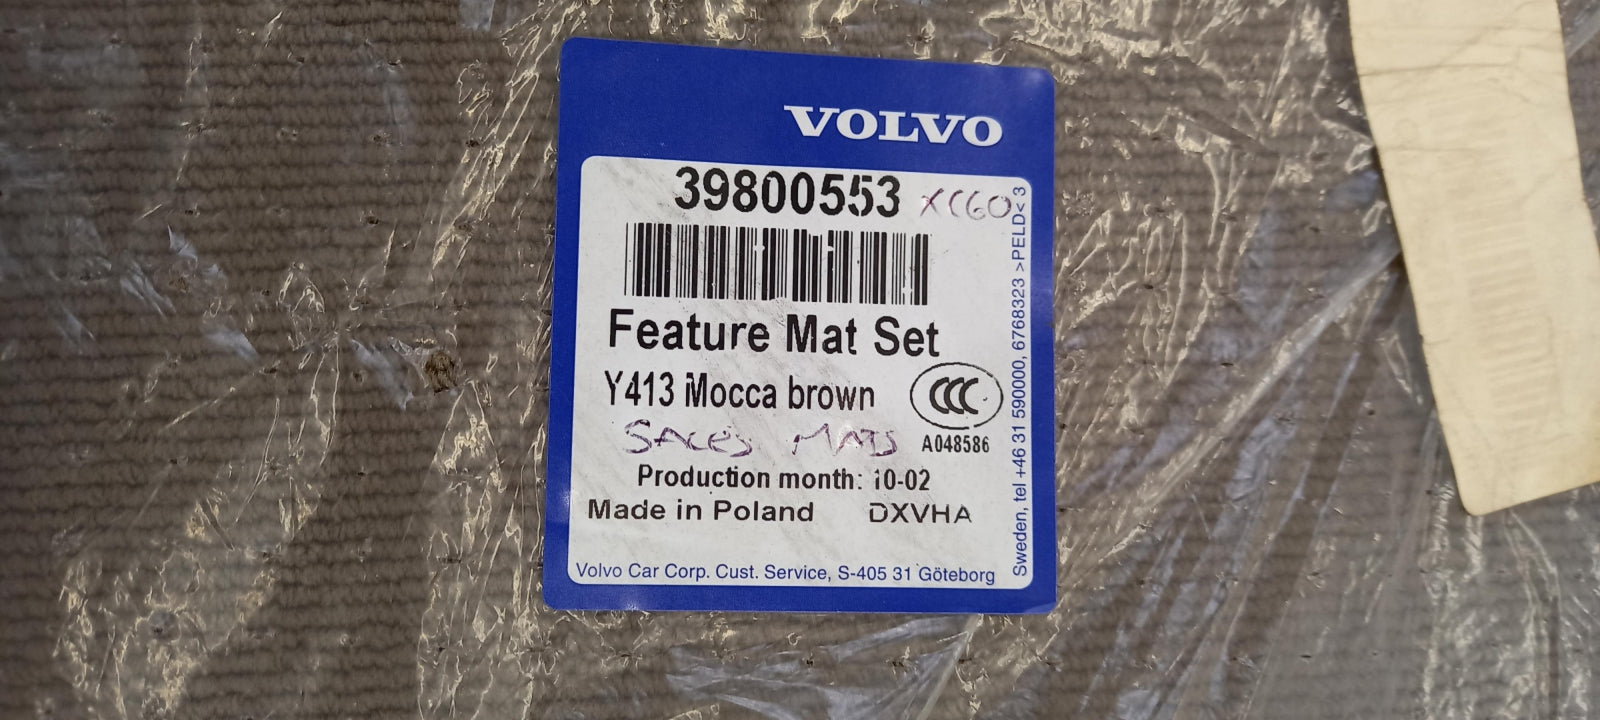 VOLVO
39800553 XC60
Feature Mat Set
Y413 Mocca brown
CCC
A048586
SALES MATS
Production month: 10-02
Made in Poland DXVHA
Volvo Car Corp. Cust. Service, S-405 31 Göteborg
Sweden, tel +46 31 590000, 6768323 >PELD< 3